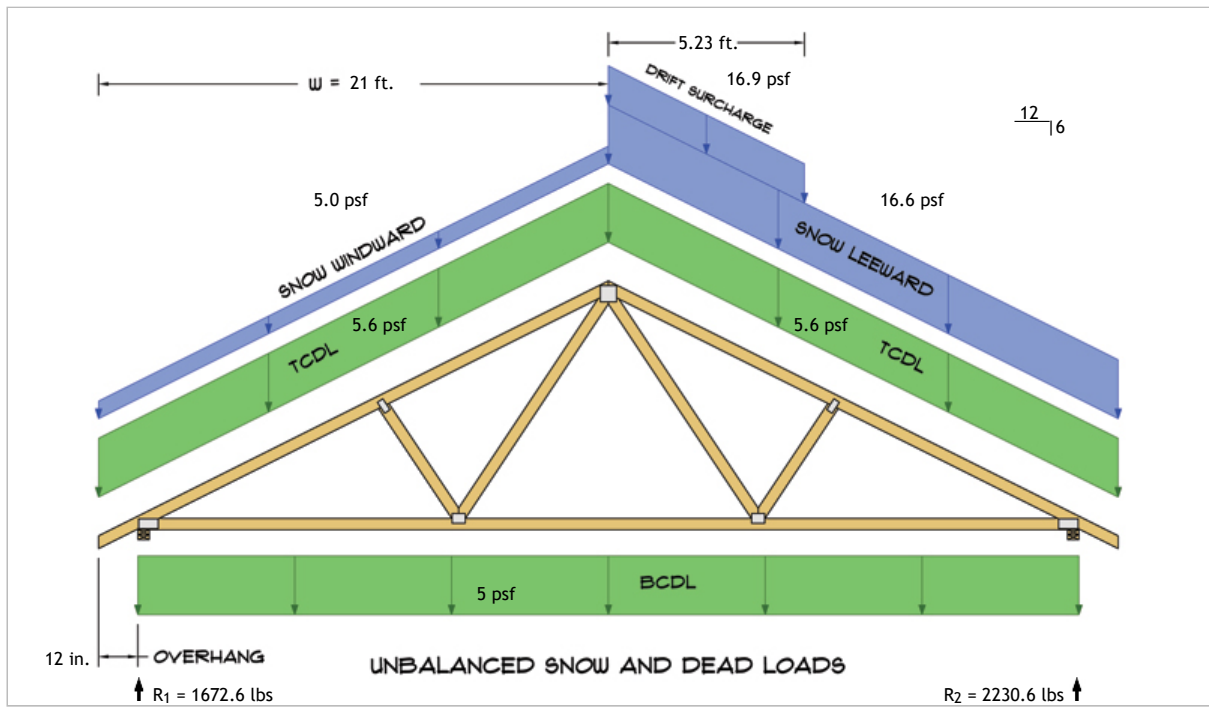 5.23 ft.
W = 21 ft.
DRIFT SURCHARGE
16.9 psf
12
6
5.0 psf
16.6 psf
SNOW WINDWARD
SNOW LEEWARD
5.6 psf
5.6 psf
TCDL
TCDL
5 psf
BCDL
12 in.
OVERHANG
UNBALANCED SNOW AND DEAD LOADS
R1 = 1672.6 lbs
R2 = 2230.6 lbs